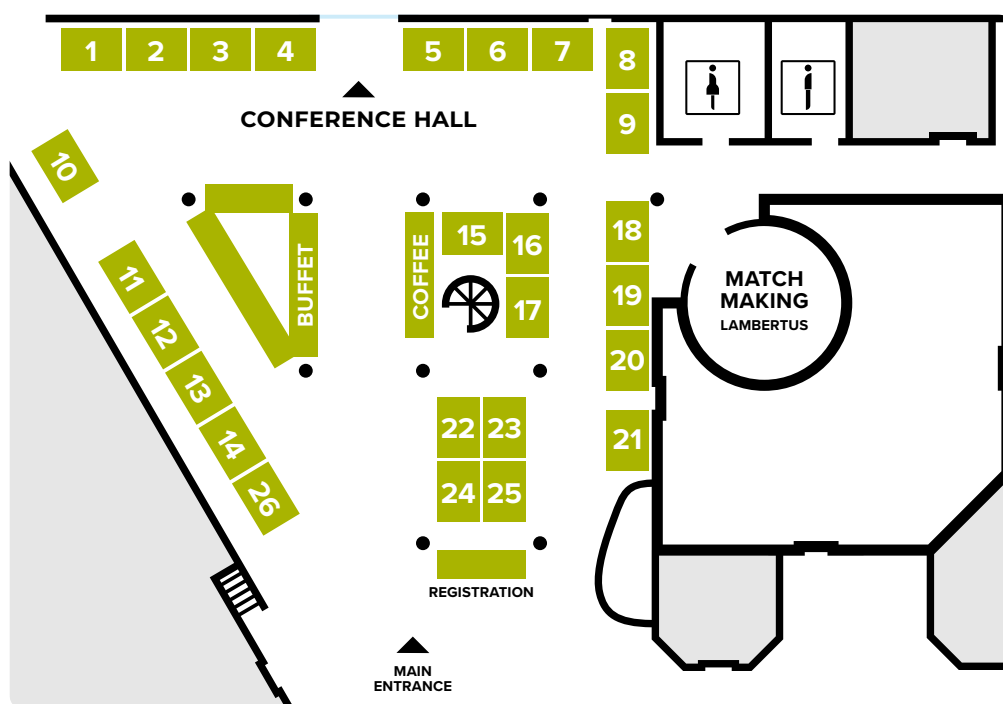 1 2 3 4 5 6 7 8
CONFERENCE HALL
9
10
11
12
13
14
26
BUFFET
COFFEE
15
16
17
18
19
20
21
22 23
24 25
MATCH
MAKING
LAMBERTUS
REGISTRATION
MAIN
ENTRANCE